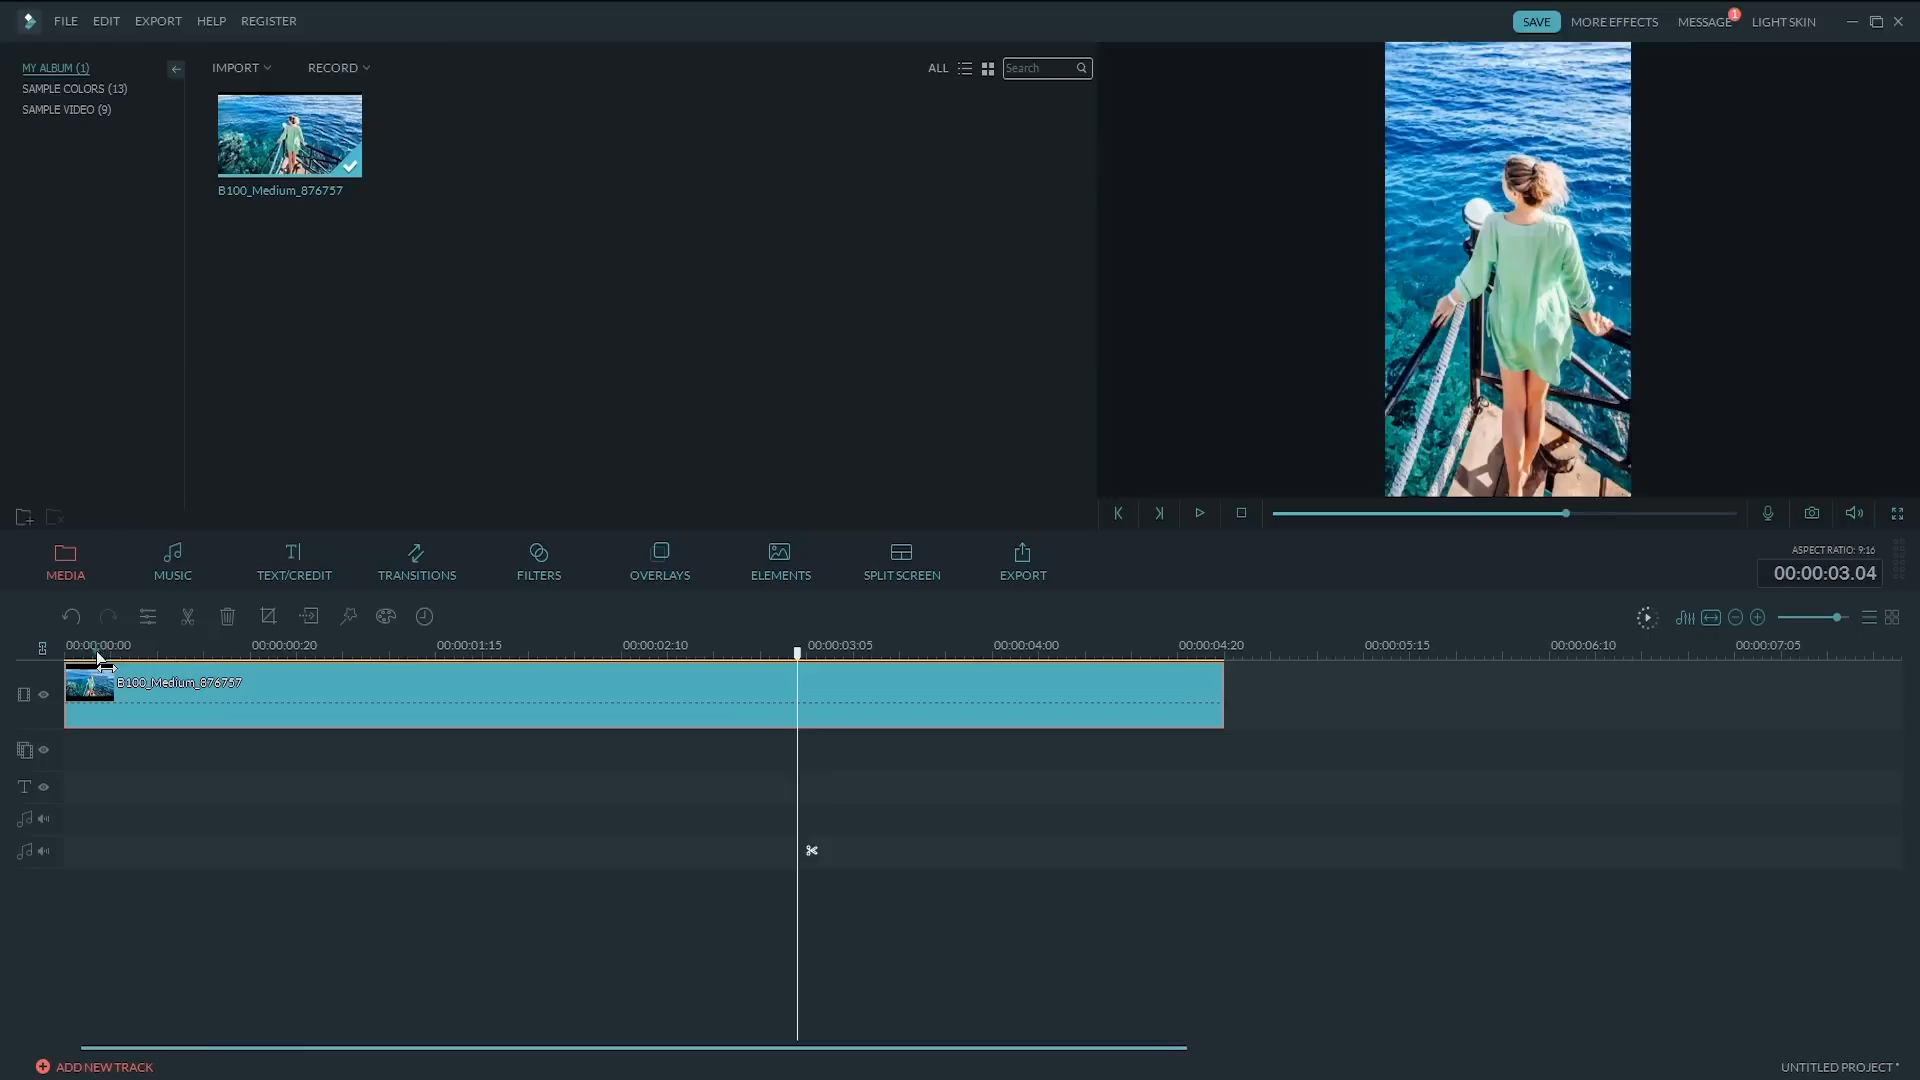 FILE EDIT EXPORT HELP REGISTER
SAVE MORE EFFECTS MESSAGE 1 LIGHT SKIN
MY ALBUM (1)
SAMPLE COLORS (13)
SAMPLE VIDEO (9)
IMPORT RECORD
ALL Search
B100_Medium_876757
MEDIA MUSIC TEXT/CREDIT TRANSITIONS FILTERS OVERLAYS ELEMENTS SPLIT SCREEN EXPORT
ASPECT RATIO: 9:16
00:00:03.04
00:00:00:00 00:00:00:20 00:00:01:15 00:00:02:10 00:00:03:05 00:00:04:00 00:00:04:20 00:00:05:15 00:00:06:10 00:00:07:05
B100_Medium_876757
ADD NEW TRACK
UNTITLED PROJECT *